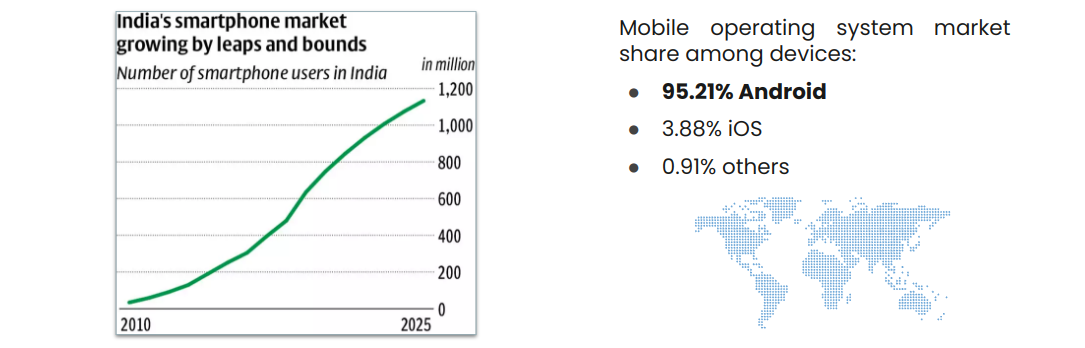 India's smartphone market
growing by leaps and bounds
Number of smartphone users in India
in million
1,200
1,000
800
600
400
200
0
2010
2025
Mobile operating system market
share among devices:
● 95.21% Android
● 3.88% iOS
● 0.91% others